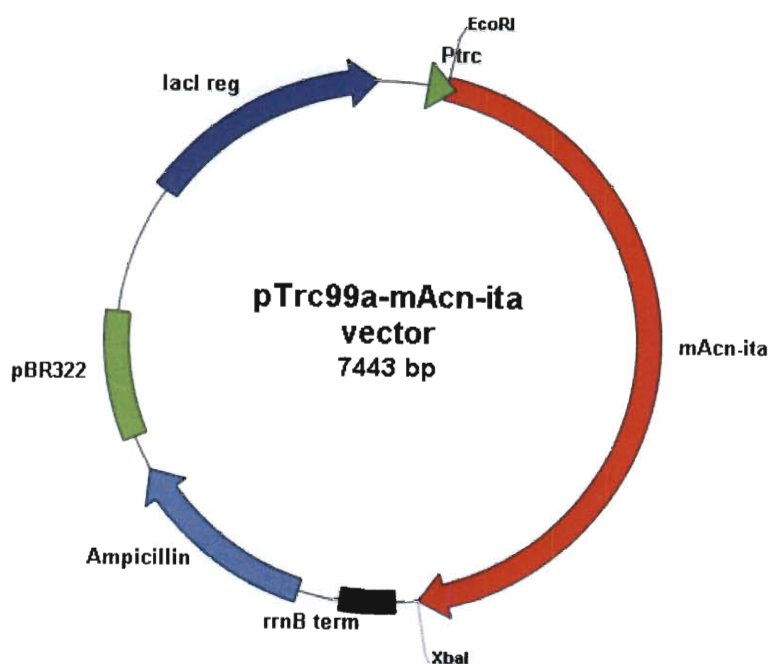 EcoRI
Ptrc
lacI reg
pTrc99a-mAcn-ita
vector
7443 bp
mAcn-ita
pBR322
Ampicillin
rrnB term
XbaI